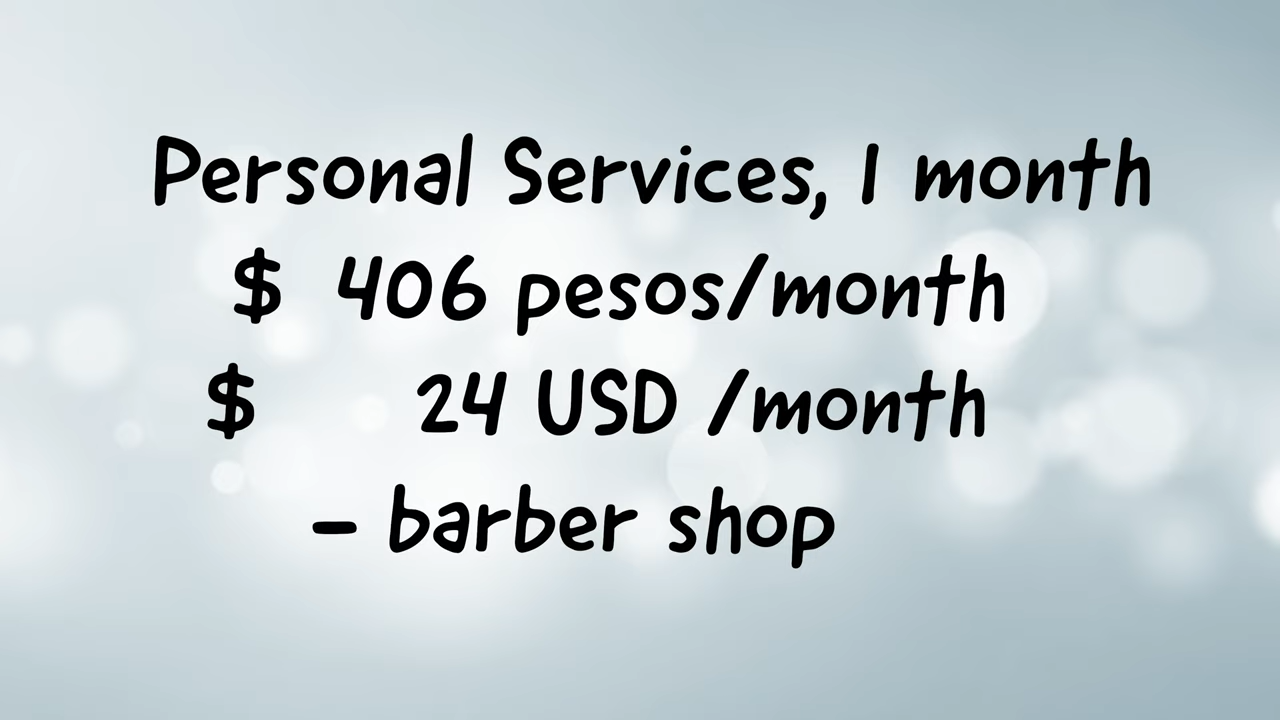 Personal Services, 1 month
$ 406 pesos/month
$ 24 USD /month
- barber shop